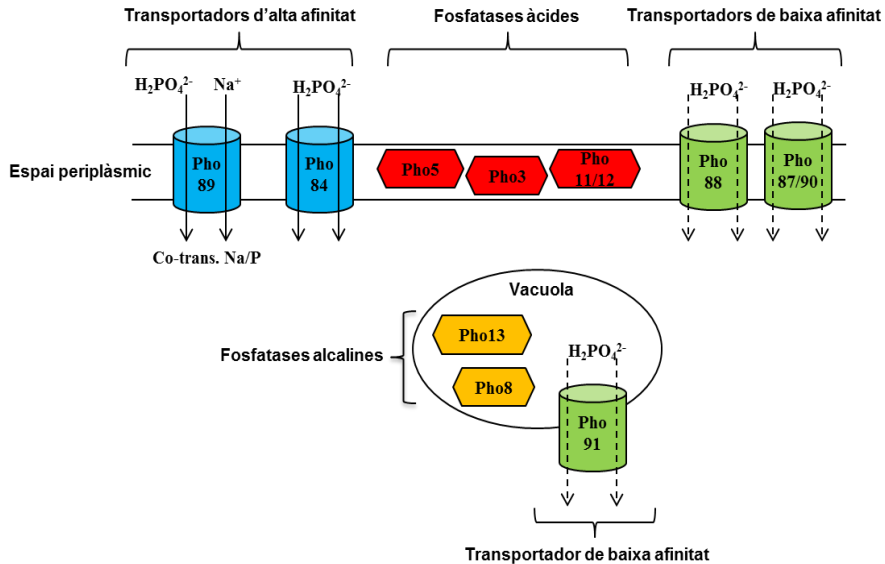 Transportadors d'alta afinitat
Fosfatases àcides
Transportadors de baixa afinitat
H₂PO₄²⁻ Na⁺
H₂PO₄²⁻
H₂PO₄²⁻
H₂PO₄²⁻
Espai periplàsmic
Pho
89
Pho
84
Pho5
Pho3
Pho
11/12
Pho
88
Pho
87/90
Co-trans. Na/P
Vacuola
Fosfatases alcalines
Pho13
Pho8
H₂PO₄²⁻
Pho
91
Transportador de baixa afinitat